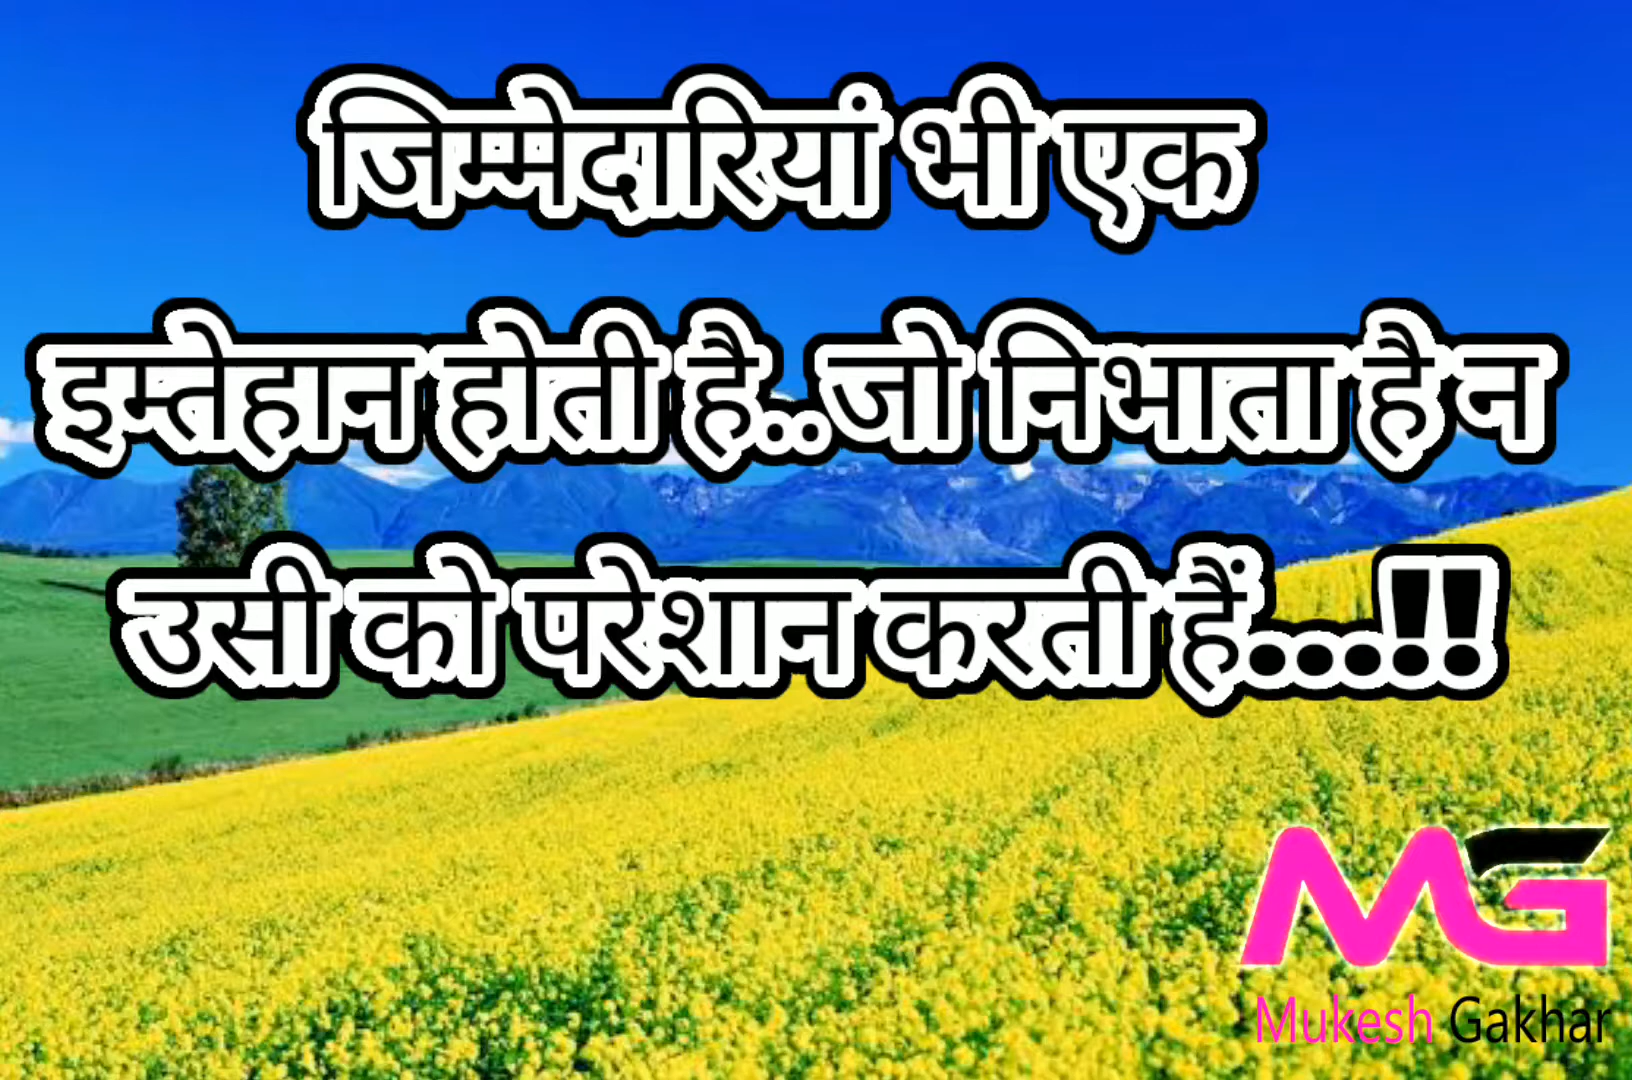 जिम्मेदारियां भी एक
इम्तेहान होती है..जो निभाता है न
उसी को परेशान करती हैं...!!
MG
Mukesh Gakhar